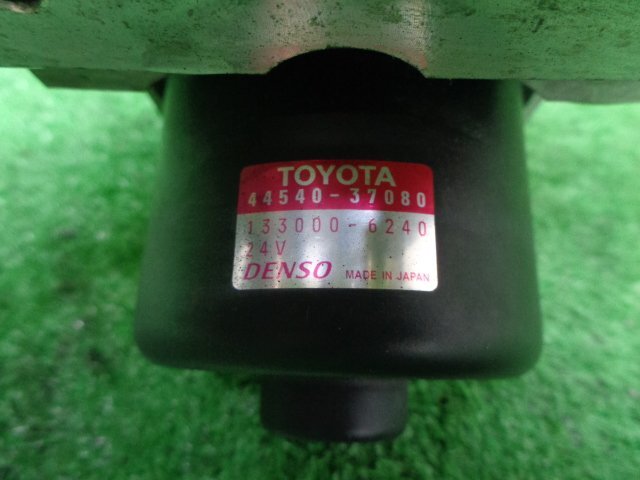 TOYOTA
44540-37080
133000-6240
24V
DENSO MADE IN JAPAN